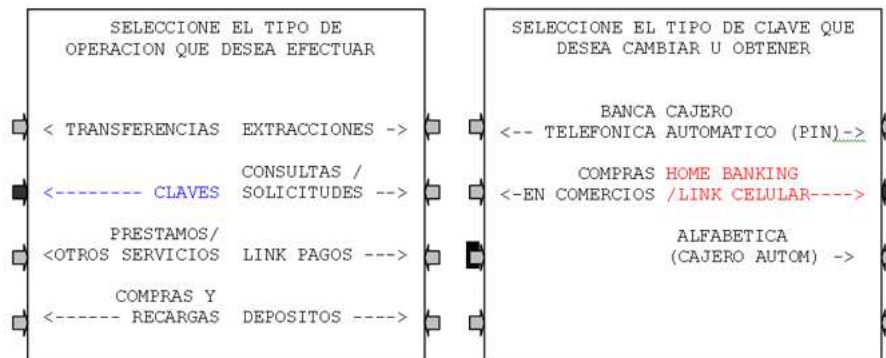 SELECCIONE EL TIPO DE
OPERACION QUE DESEA EFECTUAR
< TRANSFERENCIAS EXTRACCIONES ->
CONSULTAS /
<-------- CLAVES SOLICITUDES -->
PRESTAMOS/
<OTROS SERVICIOS LINK PAGOS --->
COMPRAS Y
<------ RECARGAS DEPOSITOS ---->
SELECCIONE EL TIPO DE CLAVE QUE
DESEA CAMBIAR U OBTENER
BANCA CAJERO
<-- TELEFONICA AUTOMATICO (PIN)->
COMPRAS HOME BANKING
<-EN COMERCIOS /LINK CELULAR---->
ALFABETICA
(CAJERO AUTOM) ->